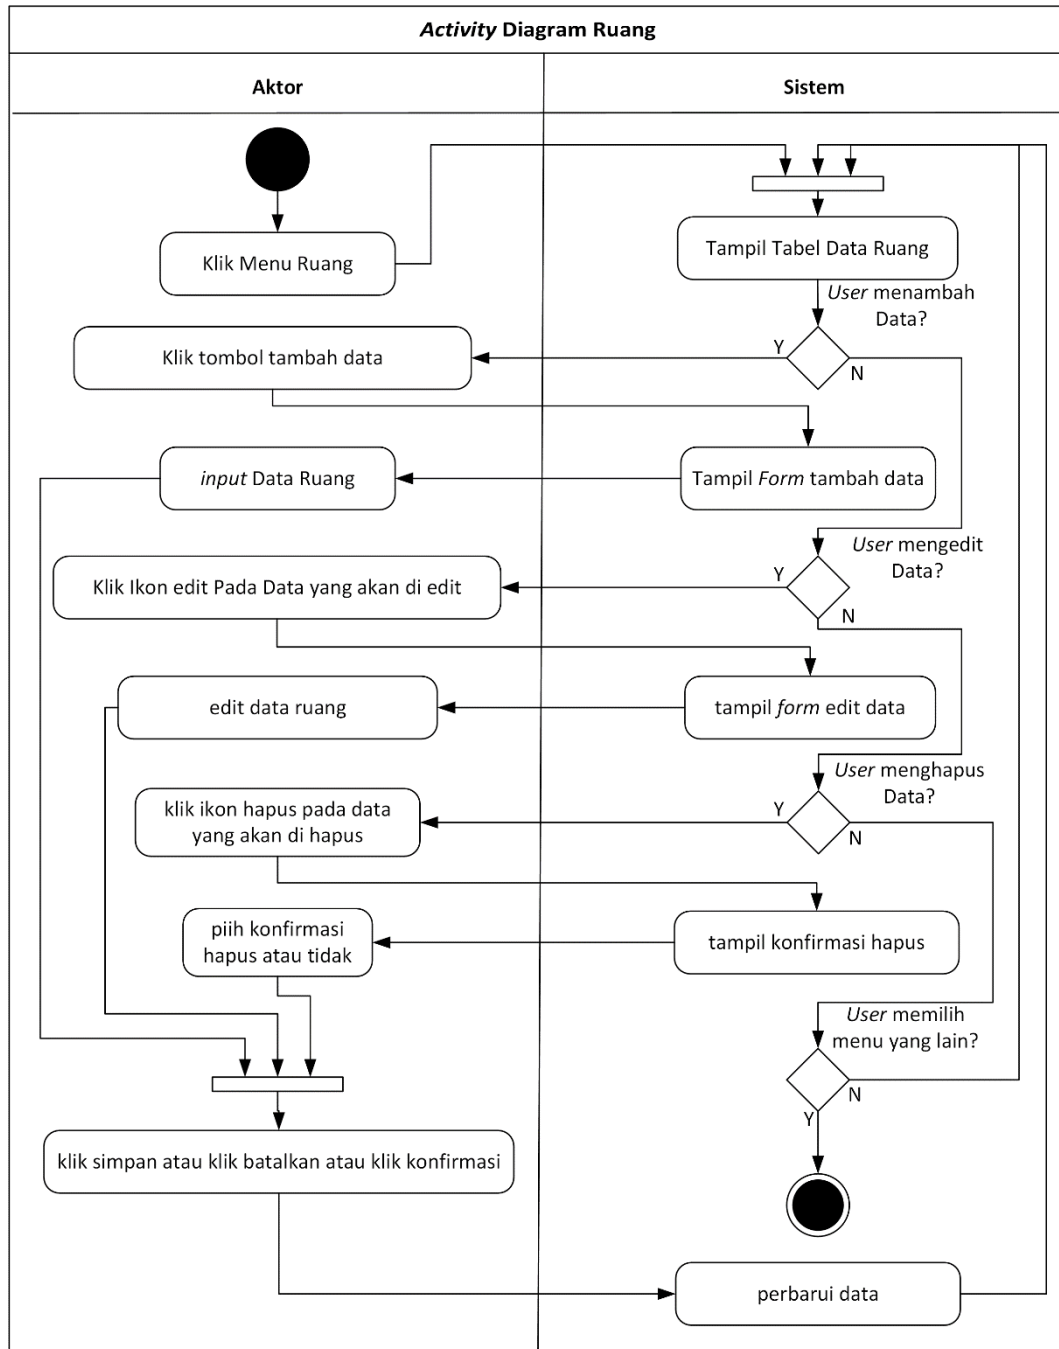 Activity Diagram Ruang
Aktor
Sistem
Klik Menu Ruang
Tampil Tabel Data Ruang
User menambah
Data?
Y
N
Klik tombol tambah data
input Data Ruang
Tampil Form tambah data
User mengedit
Data?
Y
N
Klik Ikon edit Pada Data yang akan di edit
edit data ruang
tampil form edit data
User menghapus
Data?
Y
N
klik ikon hapus pada data
yang akan di hapus
piih konfirmasi
hapus atau tidak
tampil konfirmasi hapus
User memilih
menu yang lain?
N
Y
klik simpan atau klik batalkan atau klik konfirmasi
perbarui data